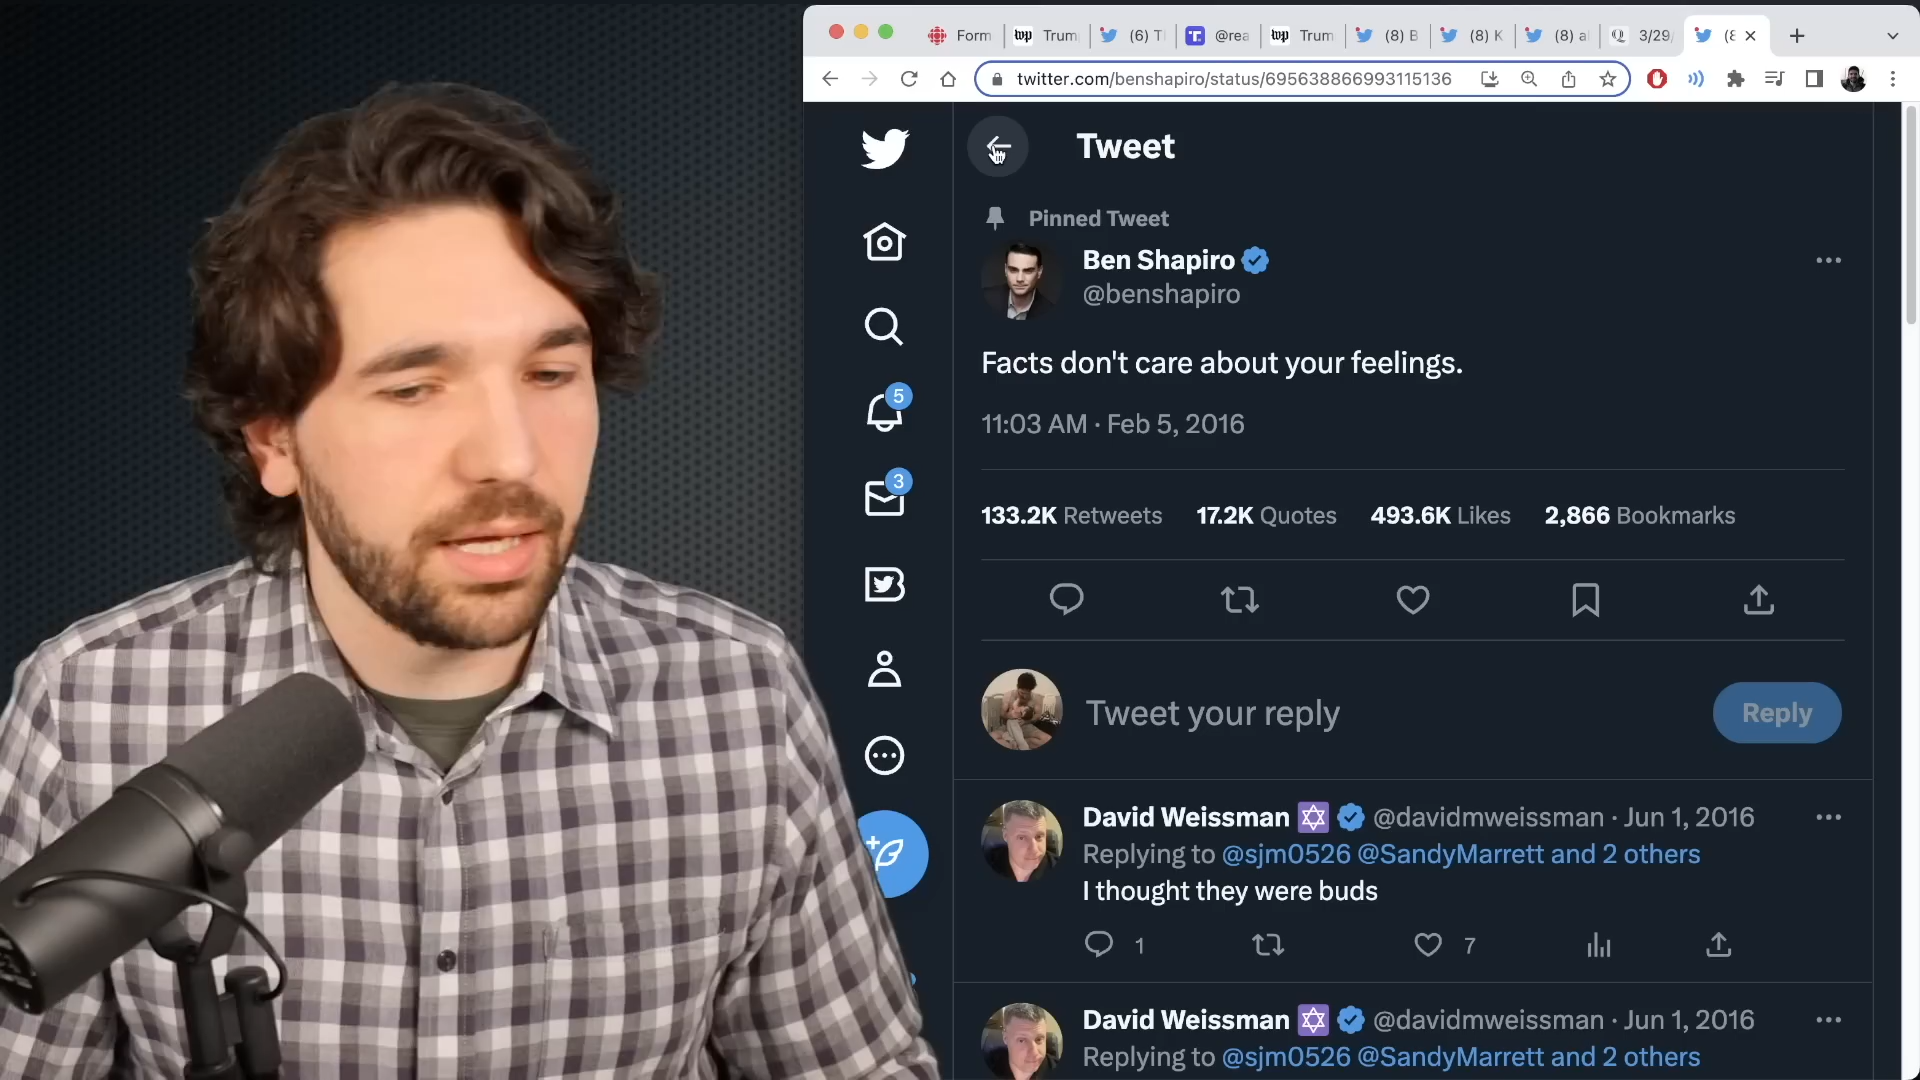 Form
Trum
(6) T
@rea
Trum
(8) B
(8) K
(8) a
3/29/
(8
twitter.com/benshapiro/status/695638866993115136
Tweet
Pinned Tweet
Ben Shapiro
@benshapiro
Facts don't care about your feelings.
11:03 AM · Feb 5, 2016
133.2K Retweets 17.2K Quotes 493.6K Likes 2,866 Bookmarks
5
3
Tweet your reply
Reply
David Weissman @davidmweissman · Jun 1, 2016
Replying to @sjm0526 @SandyMarrett and 2 others
I thought they were buds
1
7
David Weissman @davidmweissman · Jun 1, 2016
Replying to @sjm0526 @SandyMarrett and 2 others